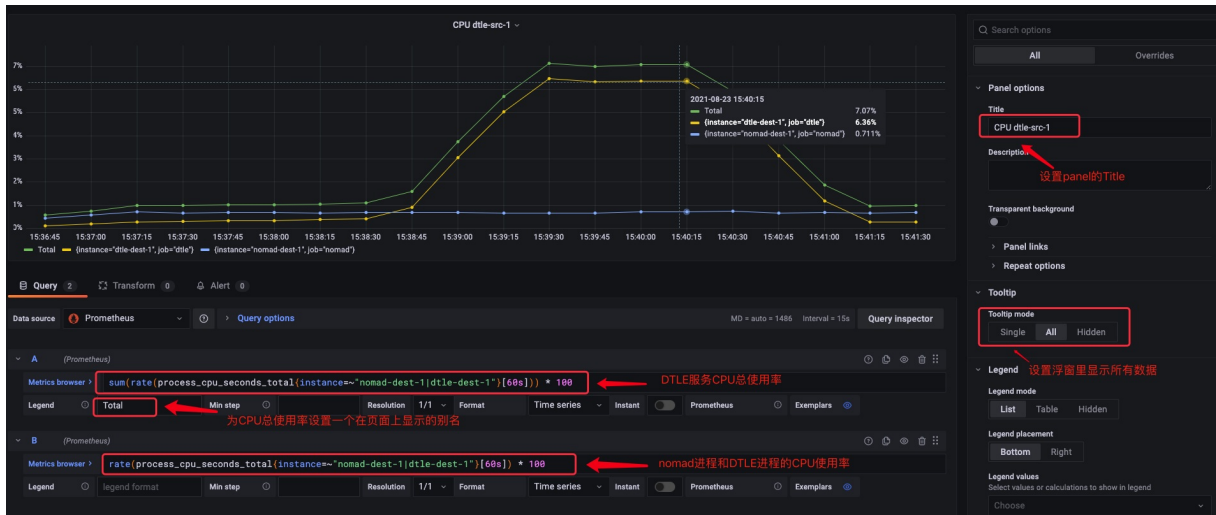 CPU dtle-src-1
7%
6%
5%
4%
3%
2%
1%
0%
2021-08-23 15:40:15
Total 7.07%
{instance="dtle-dest-1", job="dtle"} 6.36%
{instance="nomad-dest-1", job="nomad"} 0.711%
15:36:45 15:37:00 15:37:15 15:37:30 15:37:45 15:38:00 15:38:15 15:38:30 15:38:45 15:39:00 15:39:15 15:39:30 15:39:45 15:40:00 15:40:15 15:40:30 15:40:45 15:41:00 15:41:15 15:41:30
Total {instance="dtle-dest-1", job="dtle"} {instance="nomad-dest-1", job="nomad"}
Query 2 Transform 0 Alert 0
Data source Prometheus Query options MD = auto = 1486 Interval = 15s Query inspector
A (Prometheus)
Metrics browser > sum(rate(process_cpu_seconds_total{instance=~"nomad-dest-1|dtle-dest-1"}[60s])) * 100 DTLE服务CPU总使用率
Legend Total Min step Resolution 1/1 Format Time series Instant Prometheus Exemplars
为CPU总使用率设置一个在页面上显示的别名
B (Prometheus)
Metrics browser > rate(process_cpu_seconds_total{instance=~"nomad-dest-1|dtle-dest-1"}[60s]) * 100 nomad进程和DTLE进程的CPU使用率
Legend legend format Min step Resolution 1/1 Format Time series Instant Prometheus Exemplars
Search options
All Overrides
Panel options
Title
CPU dtle-src-1
Description
设置panel的Title
Transparent background
Panel links
Repeat options
Tooltip
Tooltip mode
Single All Hidden
Legend 设置浮窗里显示所有数据
Legend mode
List Table Hidden
Legend placement
Bottom Right
Legend values
Select values or calculations to show in legend
Choose